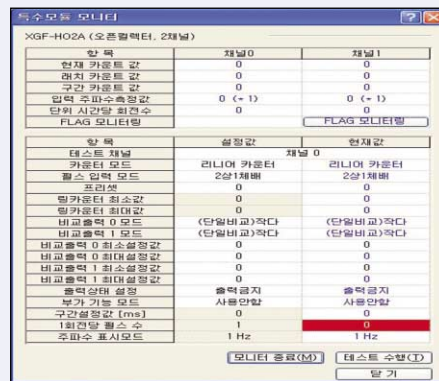 특수모듈 모니터
XGF-HO2A (오픈컬렉터, 2채널)
항 목 채널0 채널1
현재 카운트 값 0 0
래치 카운트 값 0 0
구간 카운트 값 0 0
입력 주파수측정값 0 (- 1) 0 (- 1)
단위 시간당 회전수 0 0
FLAG 모니터링 FLAG 모니터링
항 목 설정값 현재값
테스트 채널 채널 0
카운터 모드 리니어 카운터 리니어 카운터
펄스 입력 모드 2상1체배 2상1체배
프리셋 0 0
링카운터 최소값 0 0
링카운터 최대값 0 0
비교출력 0 모드 (단일비교)작다 (단일비교)작다
비교출력 1 모드 (단일비교)작다 (단일비교)작다
비교출력 0 최소설정값 0 0
비교출력 0 최대설정값 0 0
비교출력 1 최소설정값 0 0
비교출력 1 최대설정값 0 0
출력상태 설정 출력금지 출력금지
부가 기능 모드 사용안함 사용안함
구간설정값 [ms] 0 0
1회전당 펄스 수 1 0
주파수 표시모드 1 Hz 1 Hz
모니터 종료(M) 테스트 수행(T)
닫 기